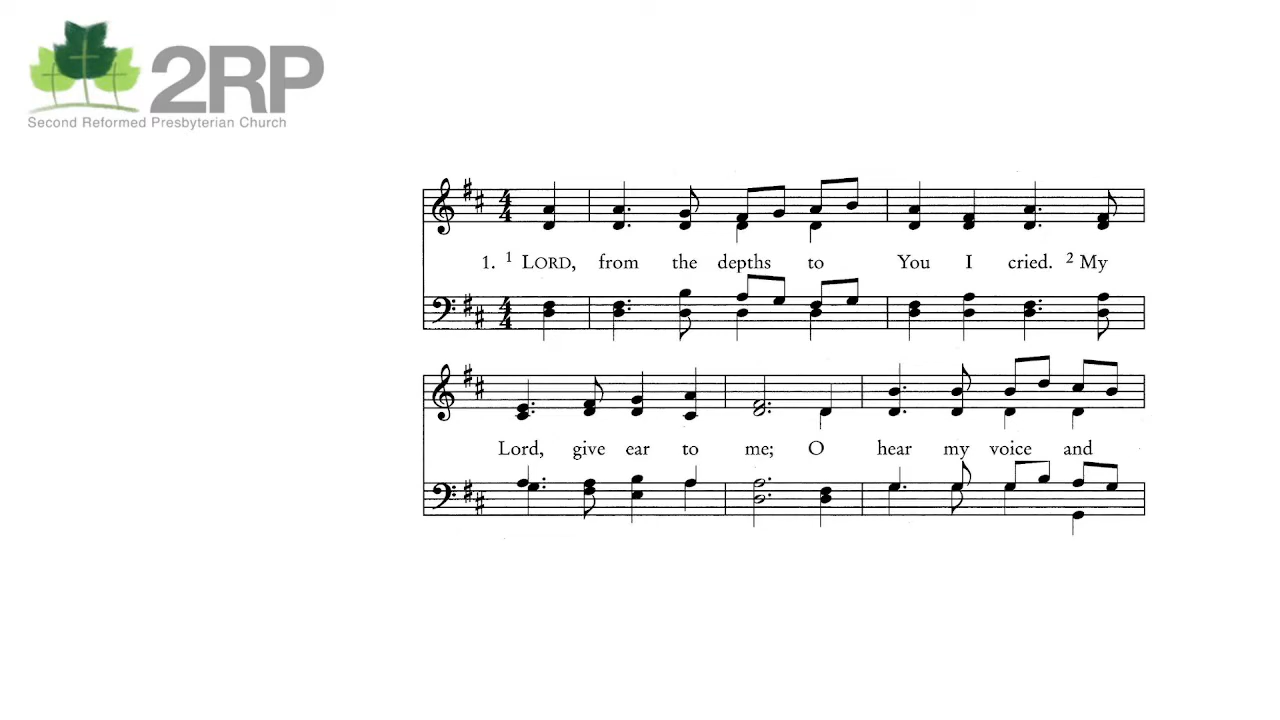 2RP
Second Reformed Presbyterian Church
1. 1 LORD, from the depths to You I cried. 2 My
Lord, give ear to me; O hear my voice and